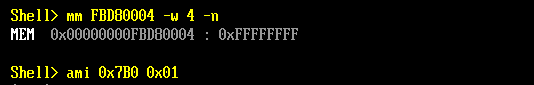 Shell> mm FBD80004 -w 4 -n
MEM  0x00000000FBD80004 : 0xFFFFFFFF
Shell> ami 0x7B0 0x01